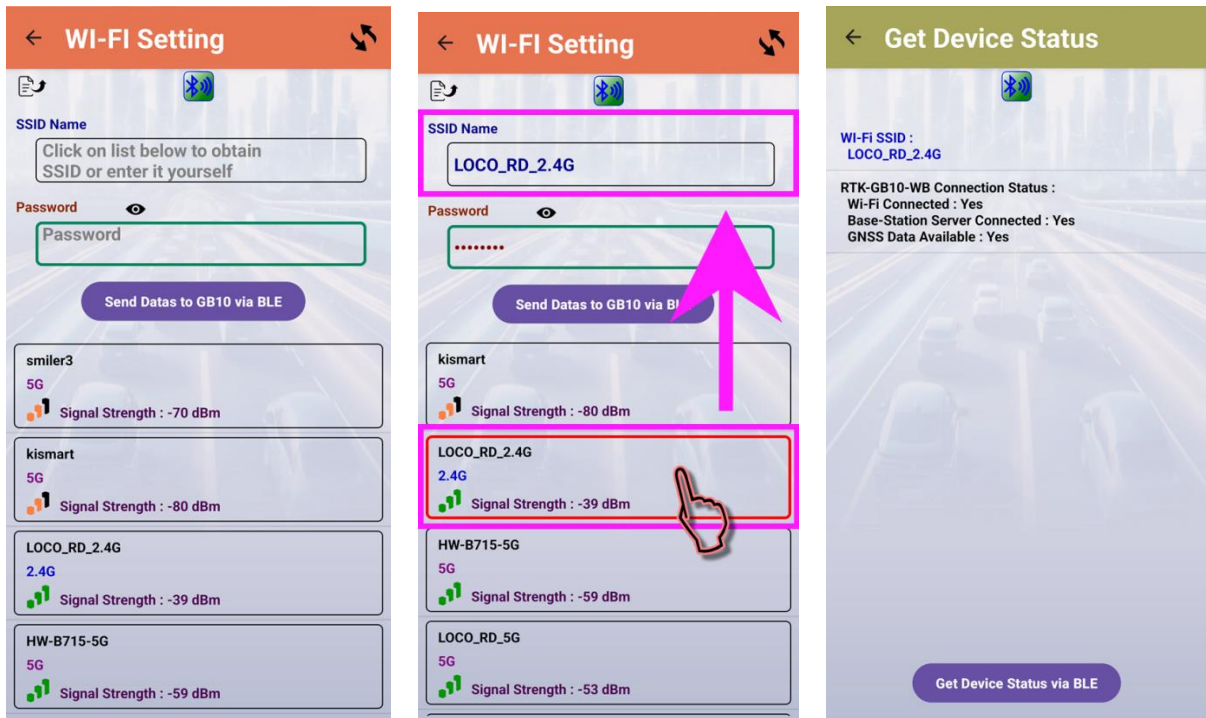 WI-FI Setting
SSID Name
Click on list below to obtain
SSID or enter it yourself
Password
Password
Send Datas to GB10 via BLE
smiler3
5G
Signal Strength : -70 dBm
kismart
5G
Signal Strength : -80 dBm
LOCO_RD_2.4G
2.4G
Signal Strength : -39 dBm
HW-B715-5G
5G
Signal Strength : -59 dBm
WI-FI Setting
SSID Name
LOCO_RD_2.4G
Password
••••••••
Send Datas to GB10 via B
kismart
5G
Signal Strength : -80 dBm
LOCO_RD_2.4G
2.4G
Signal Strength : -39 dBm
HW-B715-5G
5G
Signal Strength : -59 dBm
LOCO_RD_5G
5G
Signal Strength : -53 dBm
Get Device Status
WI-Fi SSID :
LOCO_RD_2.4G
RTK-GB10-WB Connection Status :
Wi-Fi Connected : Yes
Base-Station Server Connected : Yes
GNSS Data Available : Yes
Get Device Status via BLE